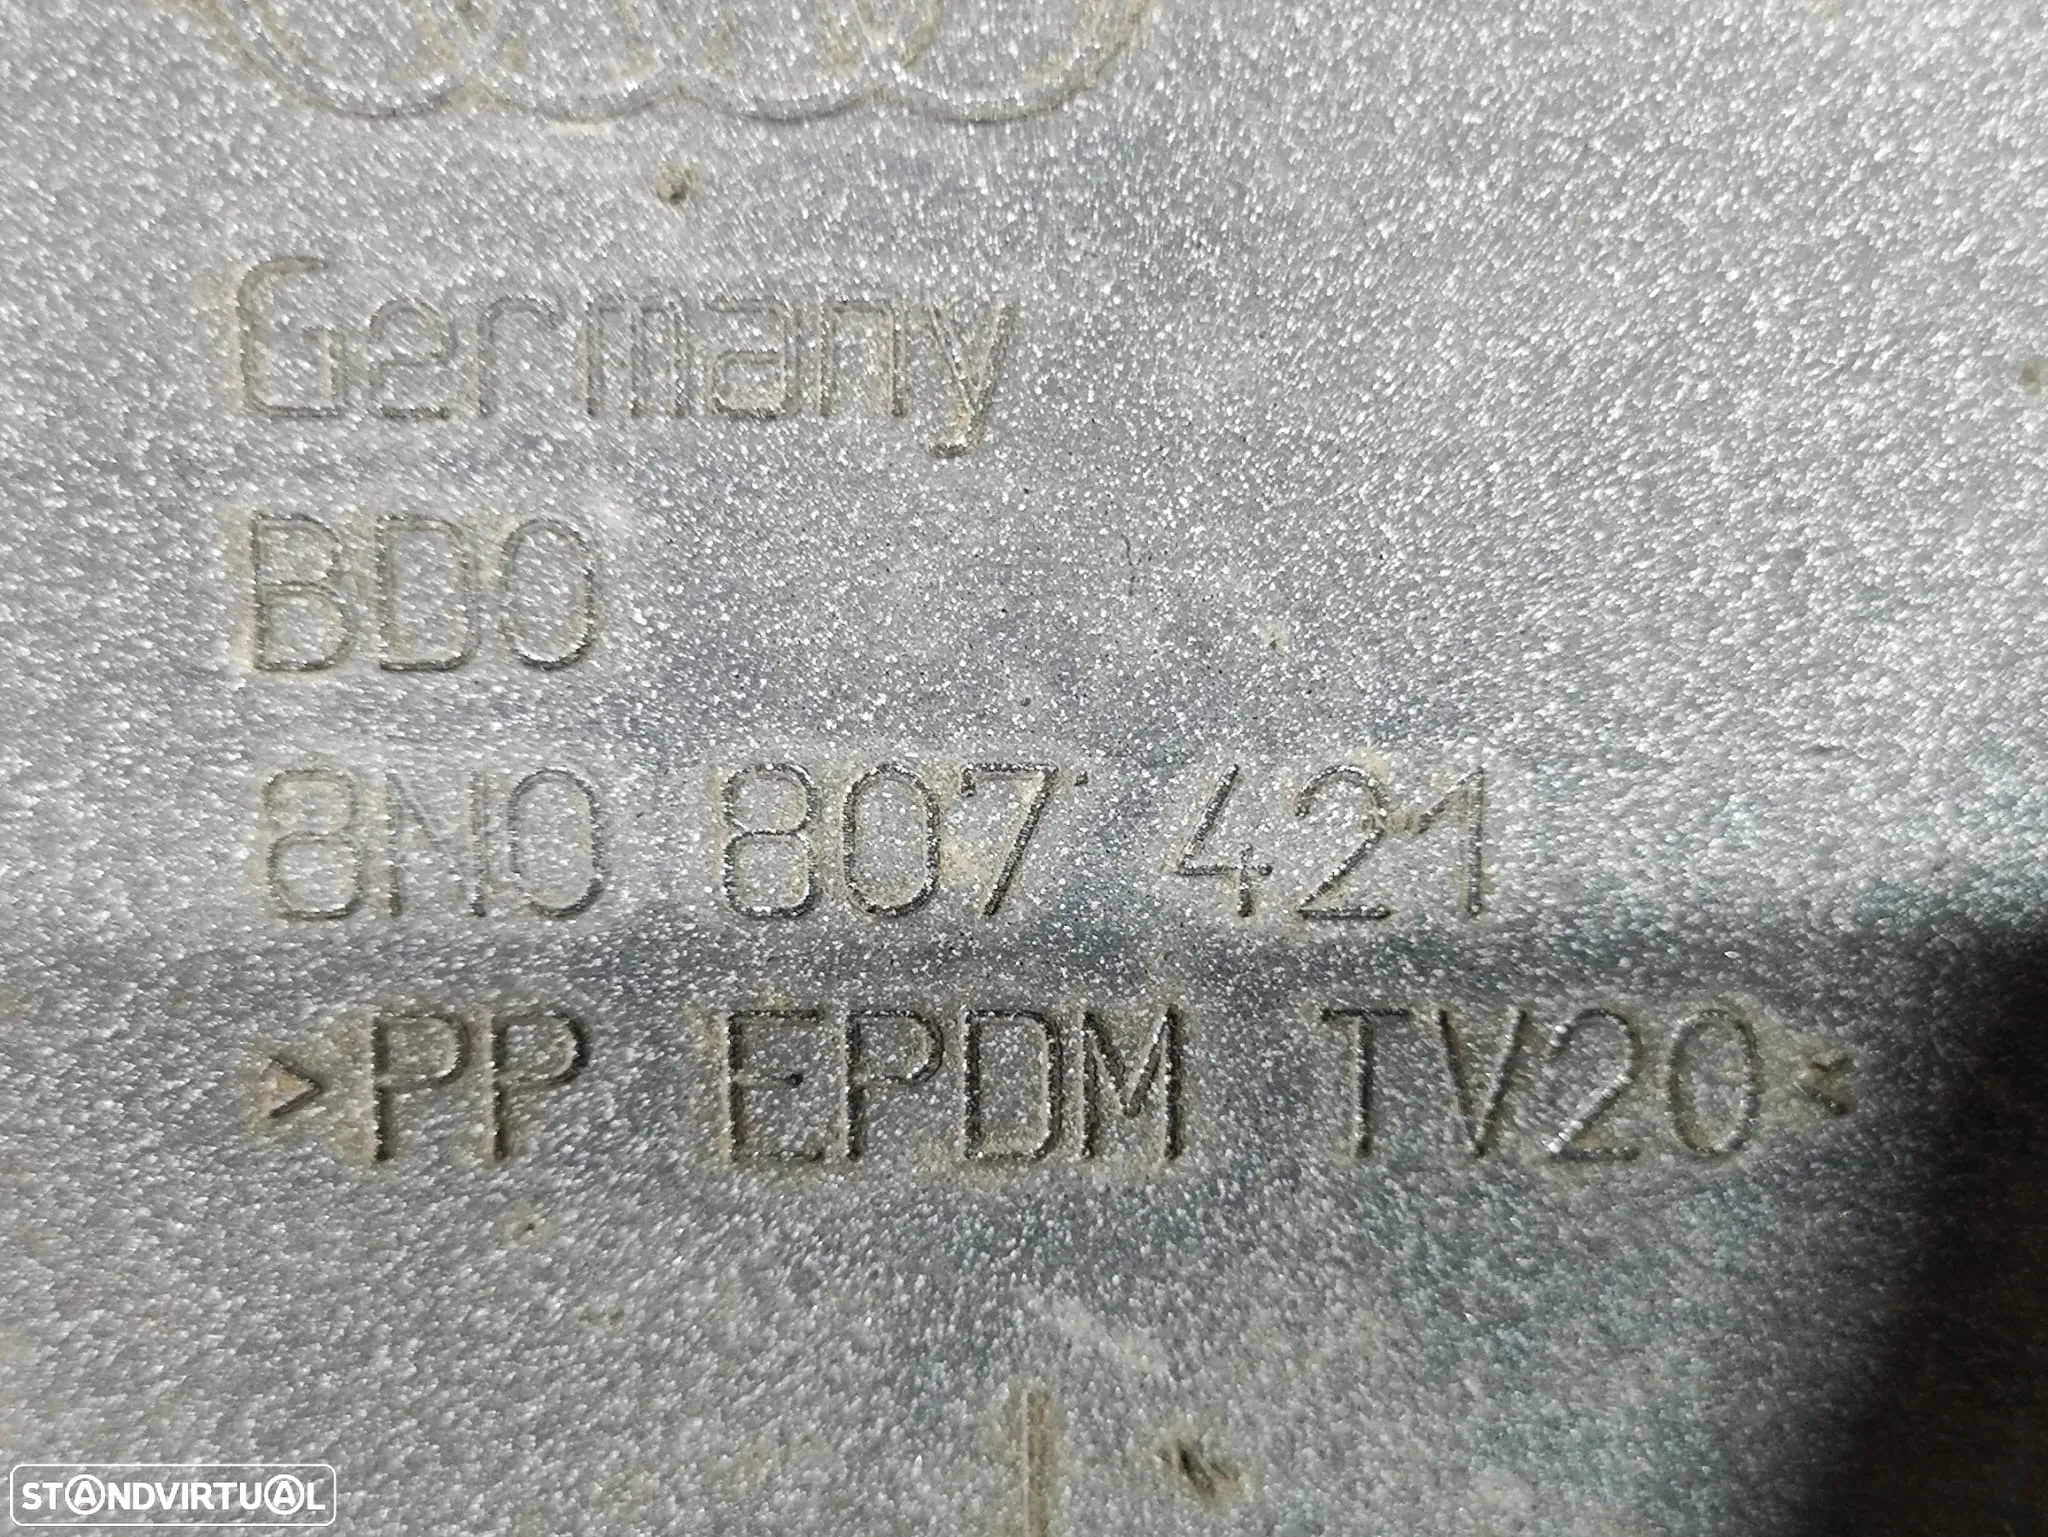 Germany
BDO
8N0 807 421
>PP EPDM TV20<
STANDVIRTUAL